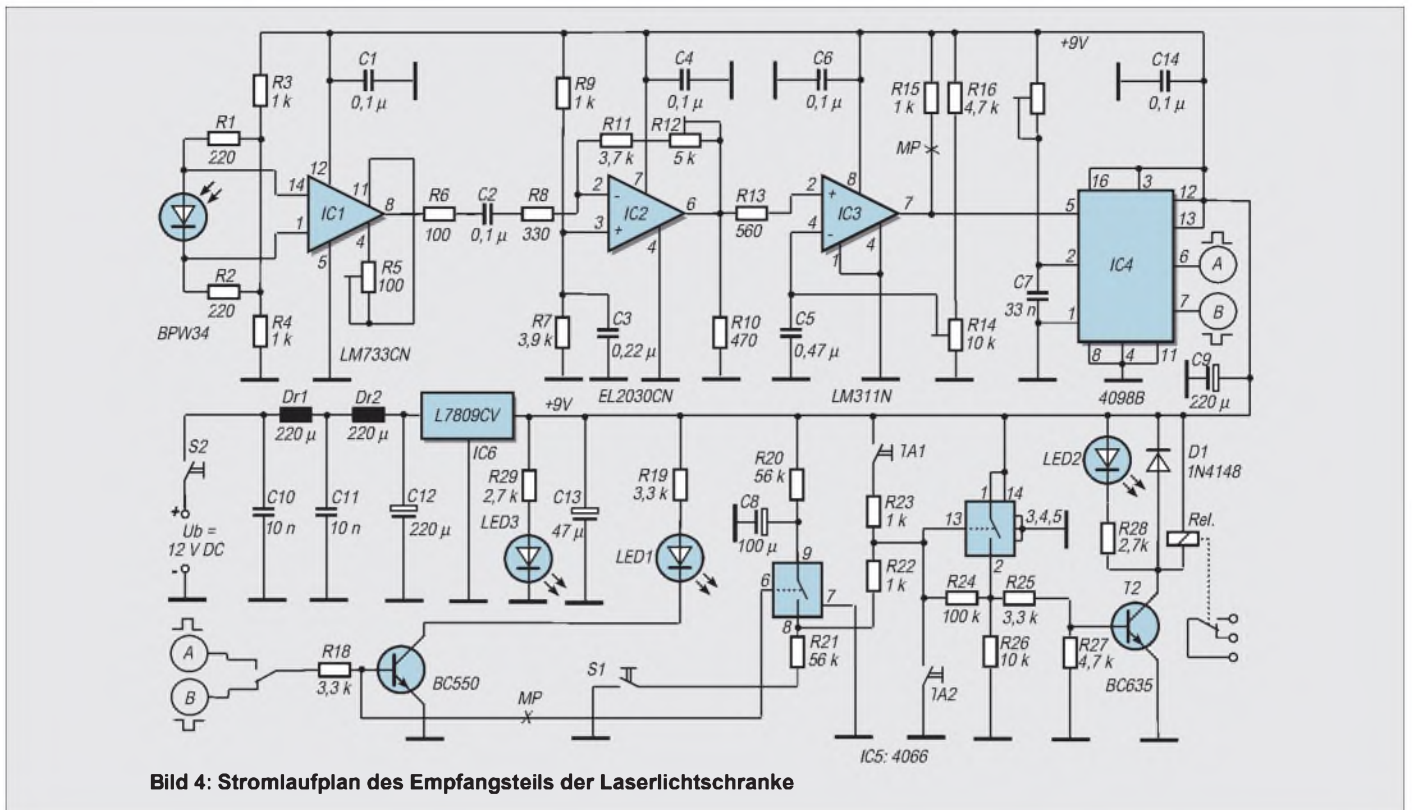 +9V
R3
1 k
C1
0,1 µ
R9
1 k
C4
0,1 µ
C6
0,1 µ
R15
1 k
R16
4,7 k
C14
0,1 µ
R1
220
R11
3,7 k
R12
5 k
MP
12
14
11
8
IC1
1
4
5
R6
100
C2
0,1 µ
R8
330
7
2
-
6
IC2
3
+
4
R13
560
8
2
+
7
IC3
4
-
4
1
16
3
12
13
5
6
A
IC4
2
7
B
1
8
4
11
R5
100
R2
220
BPW34
R4
1 k
LM733CN
R7
3,9 k
C3
0,22 µ
R10
470
C5
0,47 µ
R14
10 k
C7
33 n
C9
220 µ
EL2030CN
LM311N
4098B
Dr1
220 µ
Dr2
220 µ
L7809CV
IC6
+9V
S2
C10
10 n
C11
10 n
C12
220 µ
R29
2,7 k
LED3
C13
47 µ
R19
3,3 k
LED1
R20
56 k
C8
100 µ
TA1
R23
1 k
R22
1 k
1
14
13
3,4,5
2
LED2
D1
1N4148
R28
2,7k
Rel.
+
Ub =
12 V DC
-
9
6
7
8
R21
56 k
R24
100 k
R25
3,3 k
R26
10 k
R27
4,7 k
T2
BC635
A
B
R18
3,3 k
BC550
MP
X
S1
TA2
IC5: 4066
Bild 4: Stromlaufplan des Empfangsteils der Laserlichtschranke